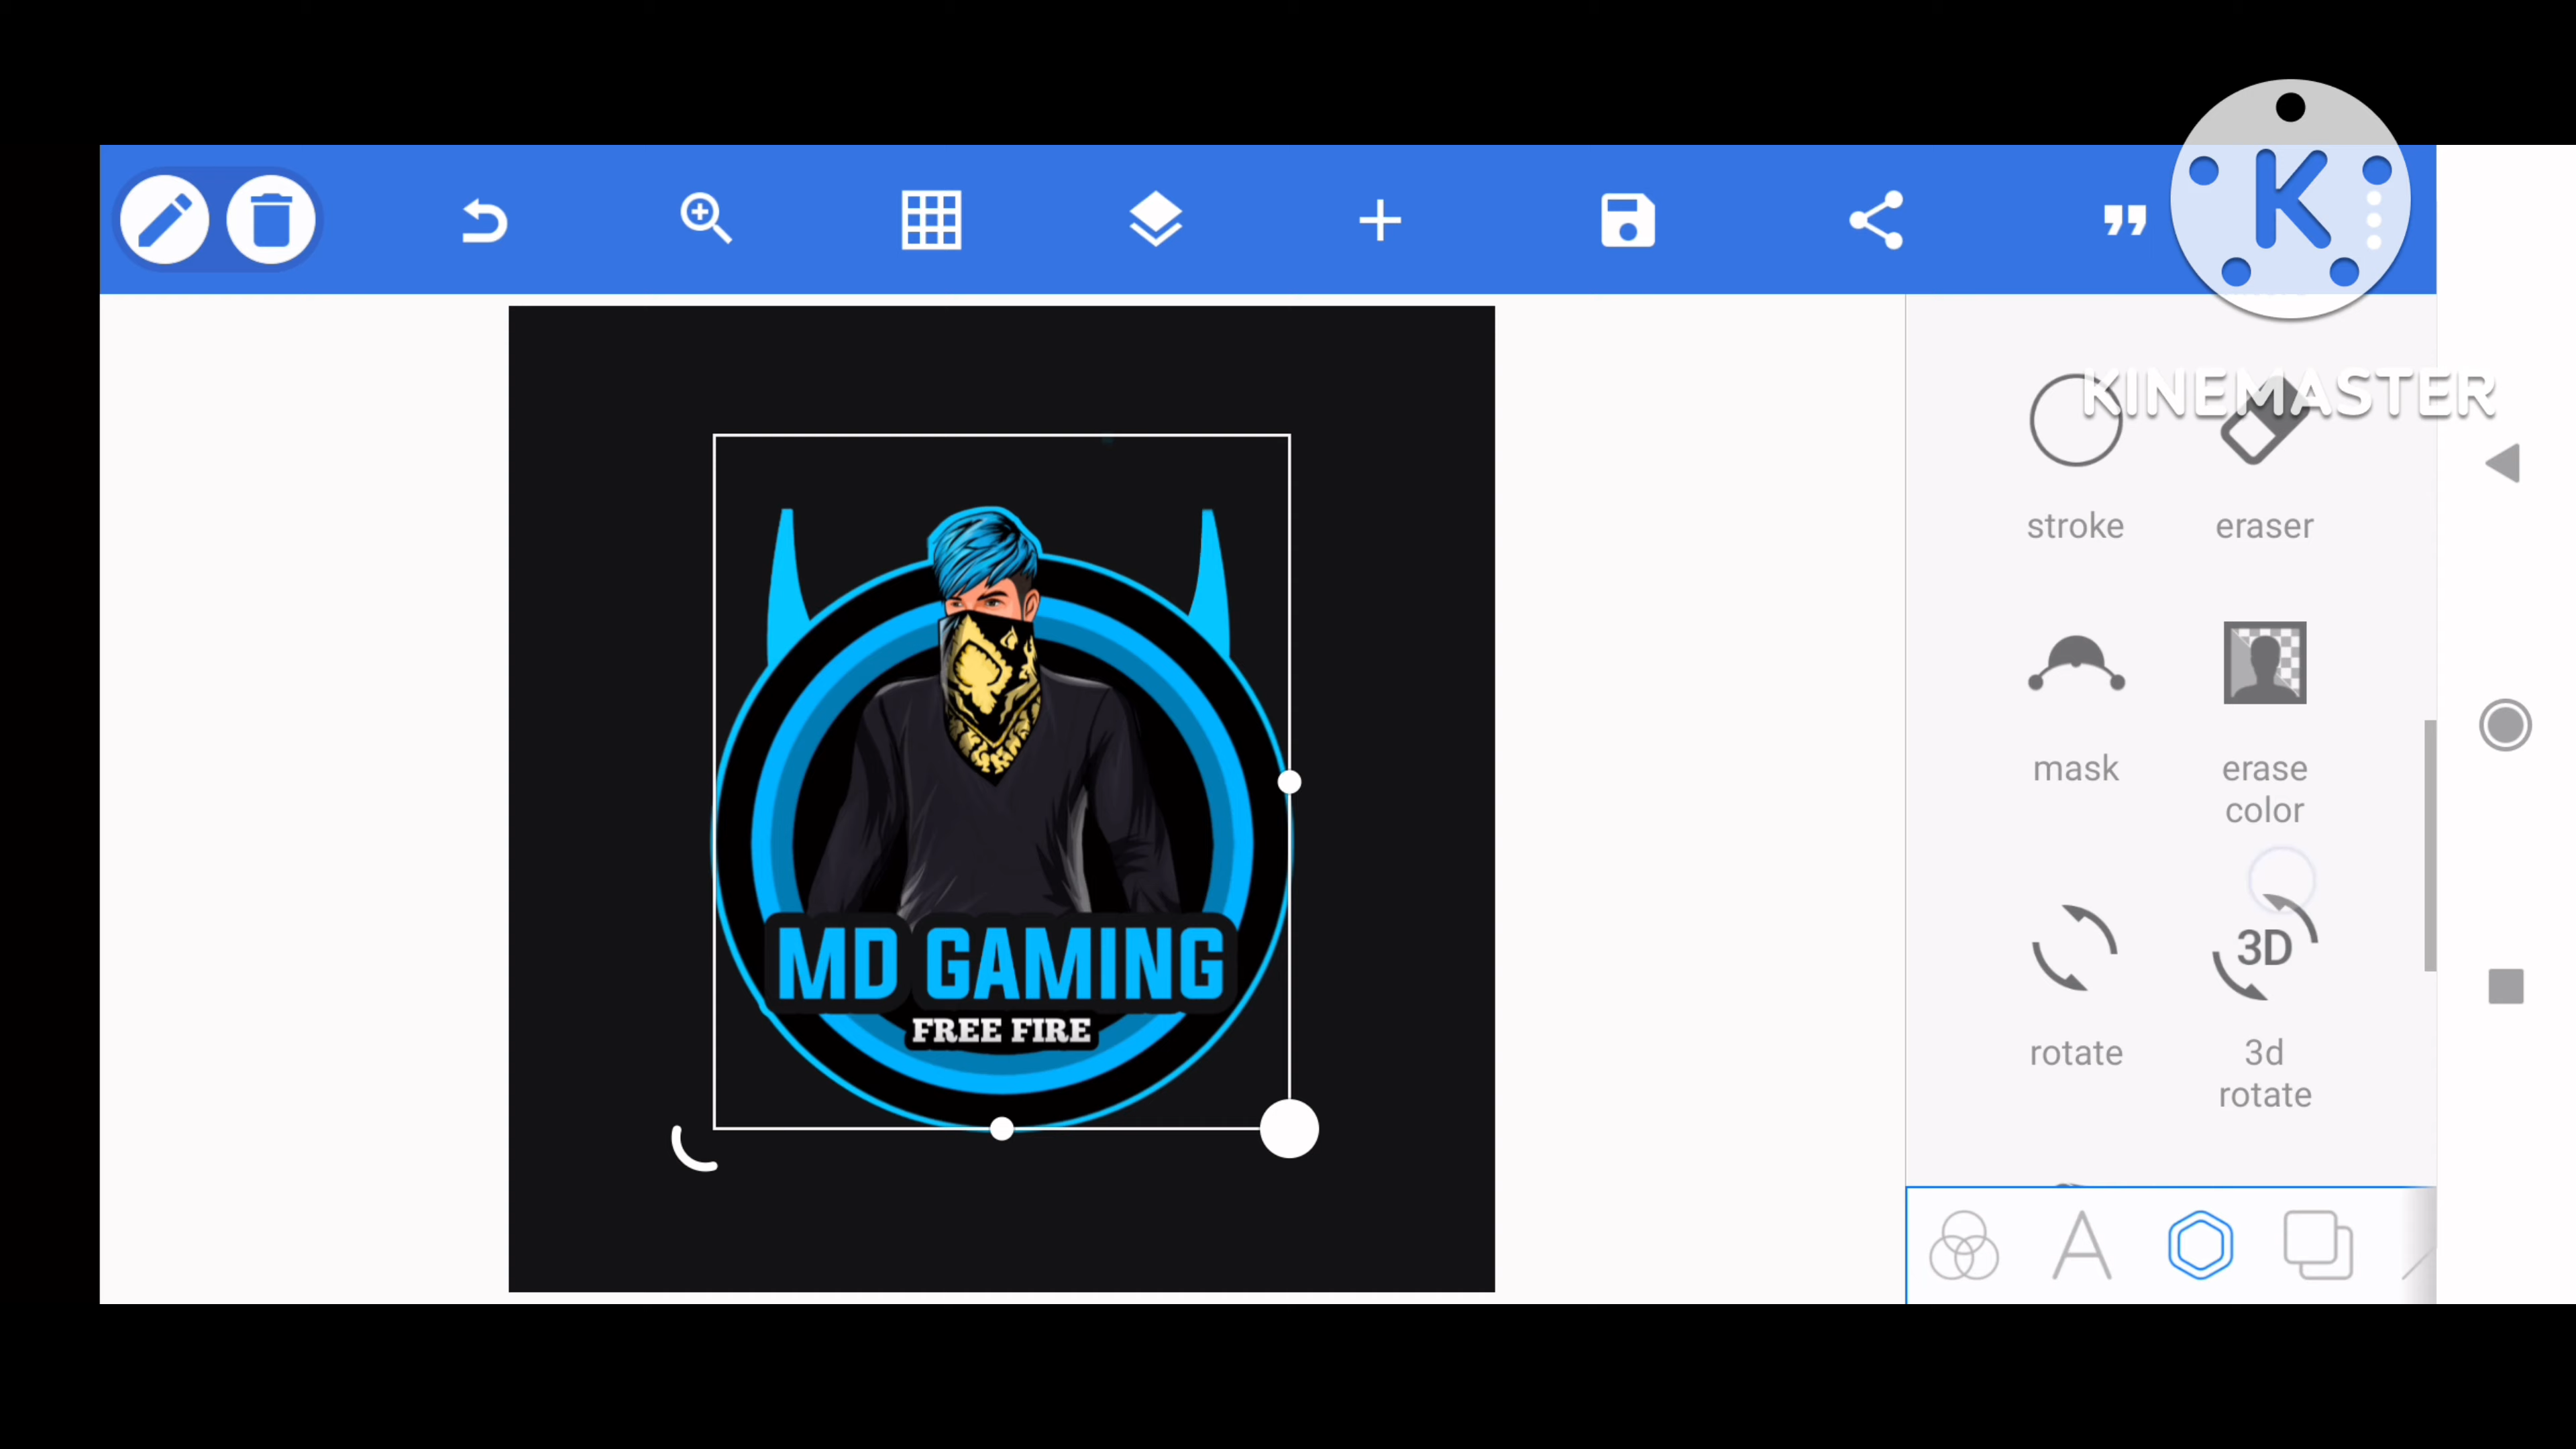 K
KINEMASTER
stroke
eraser
mask
erase
color
3D
rotate
3d
rotate
A
MD GAMING
FREE FIRE